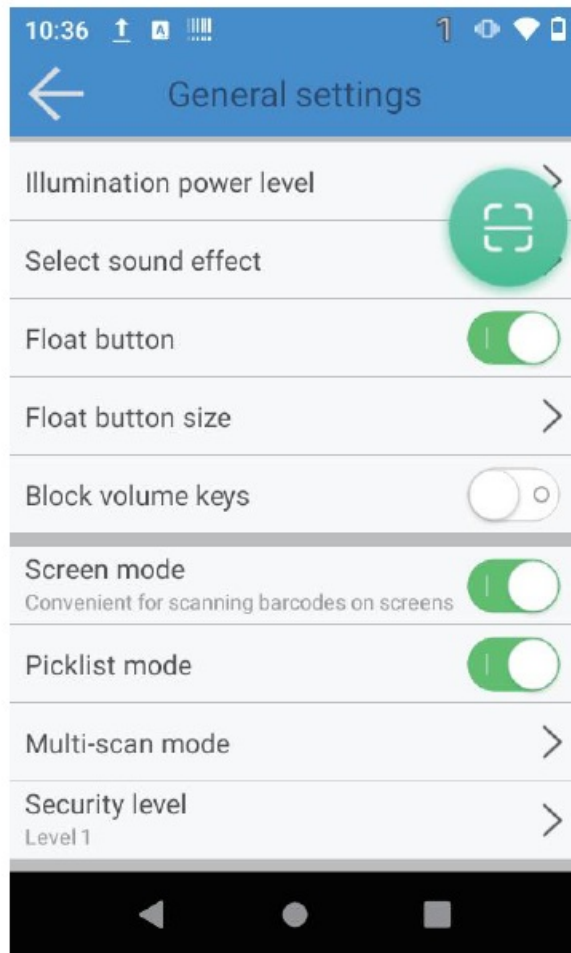 10:36
A
1
General settings
Illumination power level
Select sound effect
Float button
Float button size
Block volume keys
Screen mode
Convenient for scanning barcodes on screens
Picklist mode
Multi-scan mode
Security level
Level 1